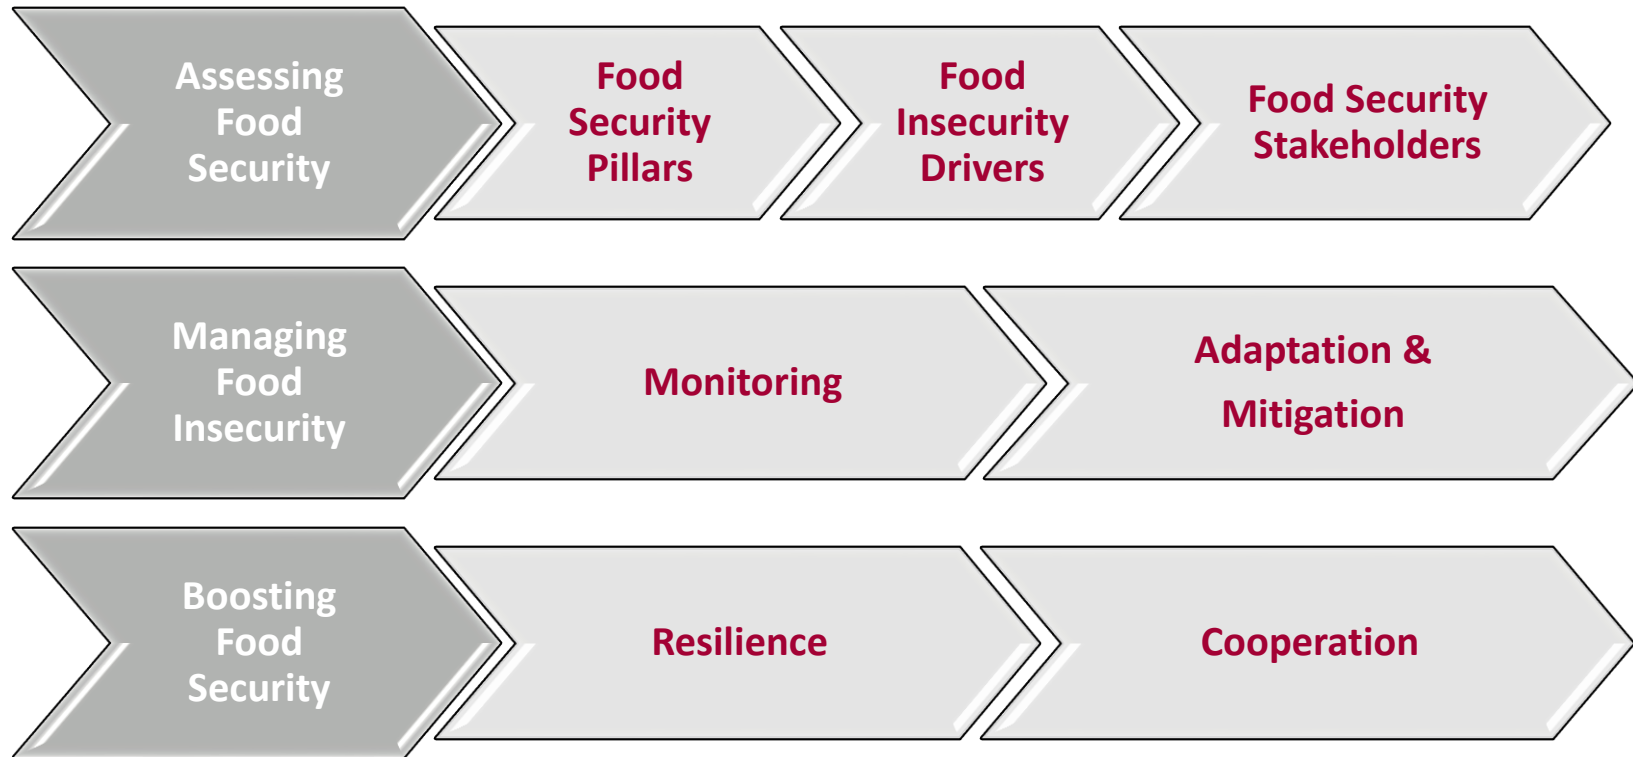 Assessing
Food
Security
Food
Security
Pillars
Food
Insecurity
Drivers
Food Security
Stakeholders
Managing
Food
Insecurity
Monitoring
Adaptation &
Mitigation
Boosting
Food
Security
Resilience
Cooperation